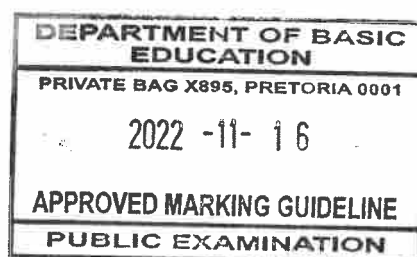 DEPARTMENT OF BASIC
EDUCATION
PRIVATE BAG X895, PRETORIA 0001
2022 -11- 16
APPROVED MARKING GUIDELINE
PUBLIC EXAMINATION